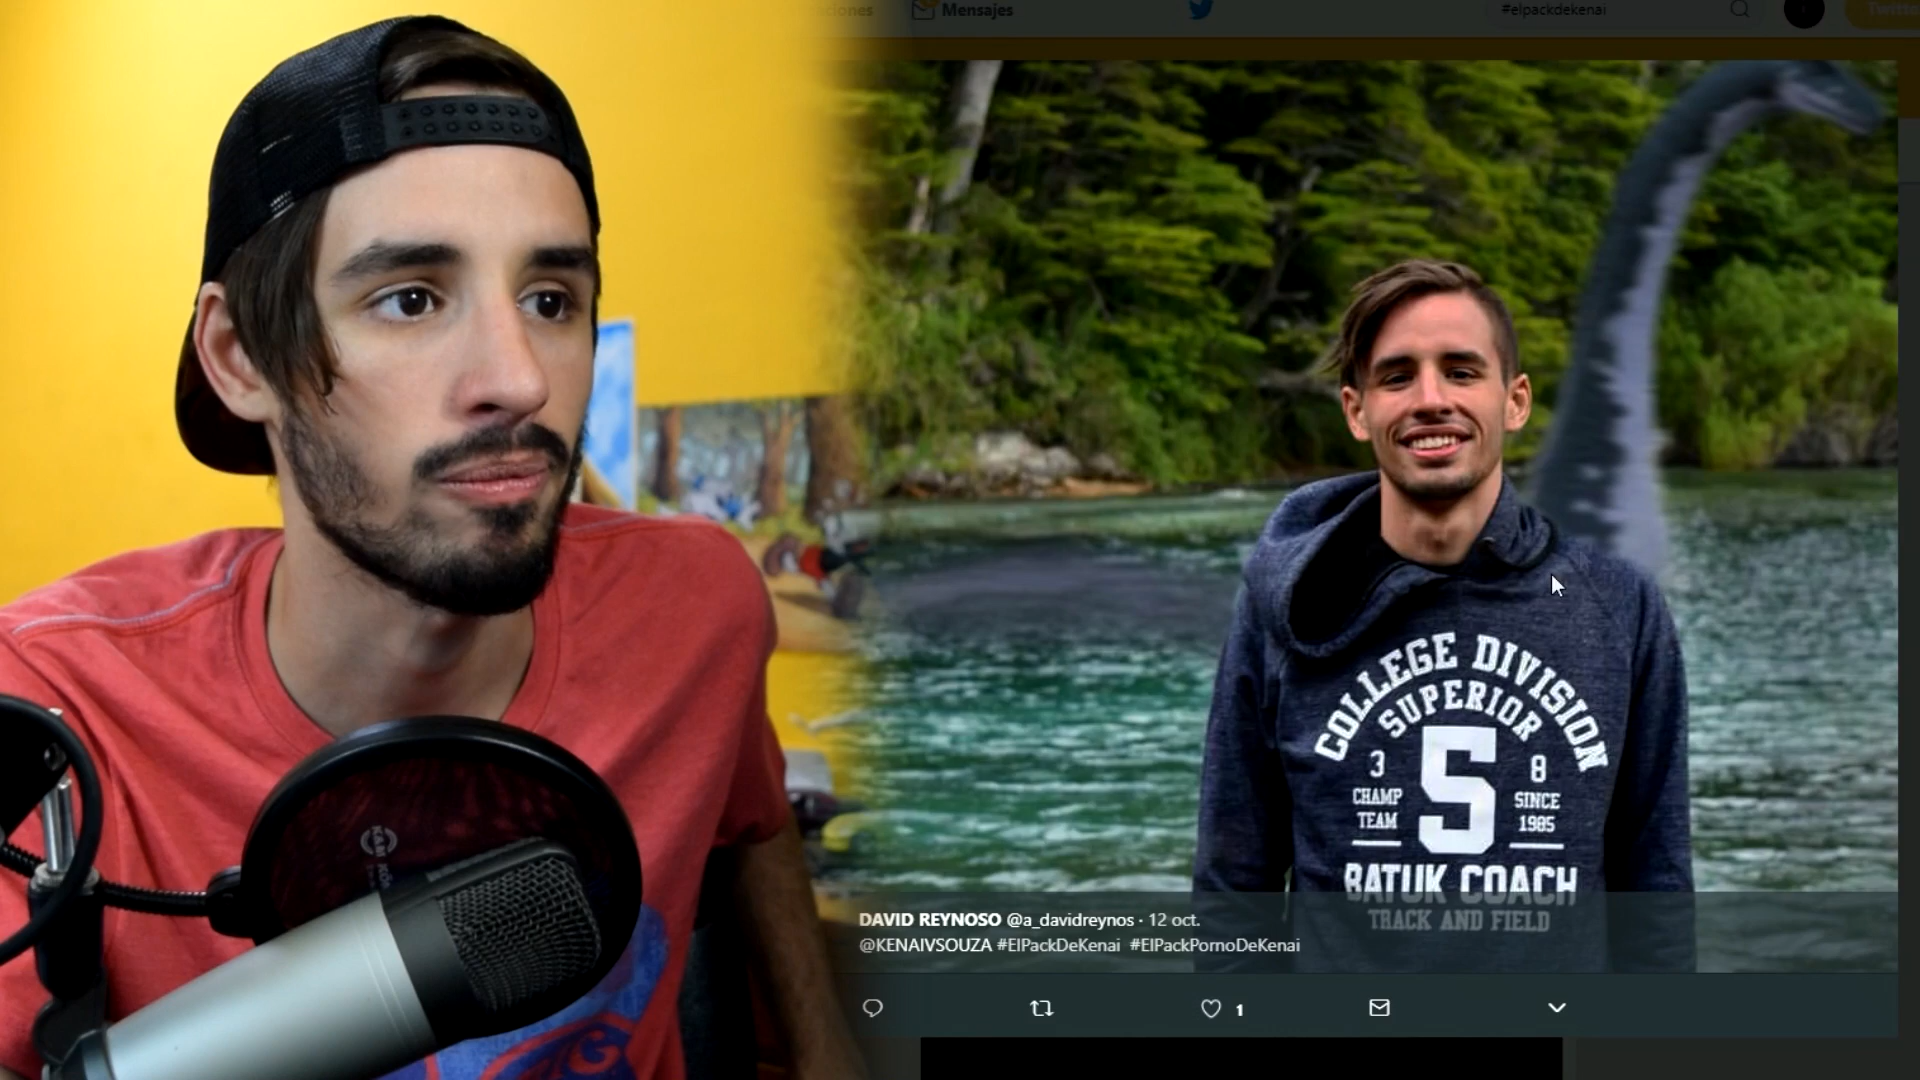 Mensajes
#elpackdekenai
COLLEGE DIVISION
SUPERIOR
3 S 8
CHAMP SINCE
TEAM 1985
BATUK COACH
TRACK AND FIELD
DAVID REYNOSO @a_davidreynos · 12 oct.
@KENAIVSOUZA #ElPackDeKenai #ElPackPornoDeKenai
1